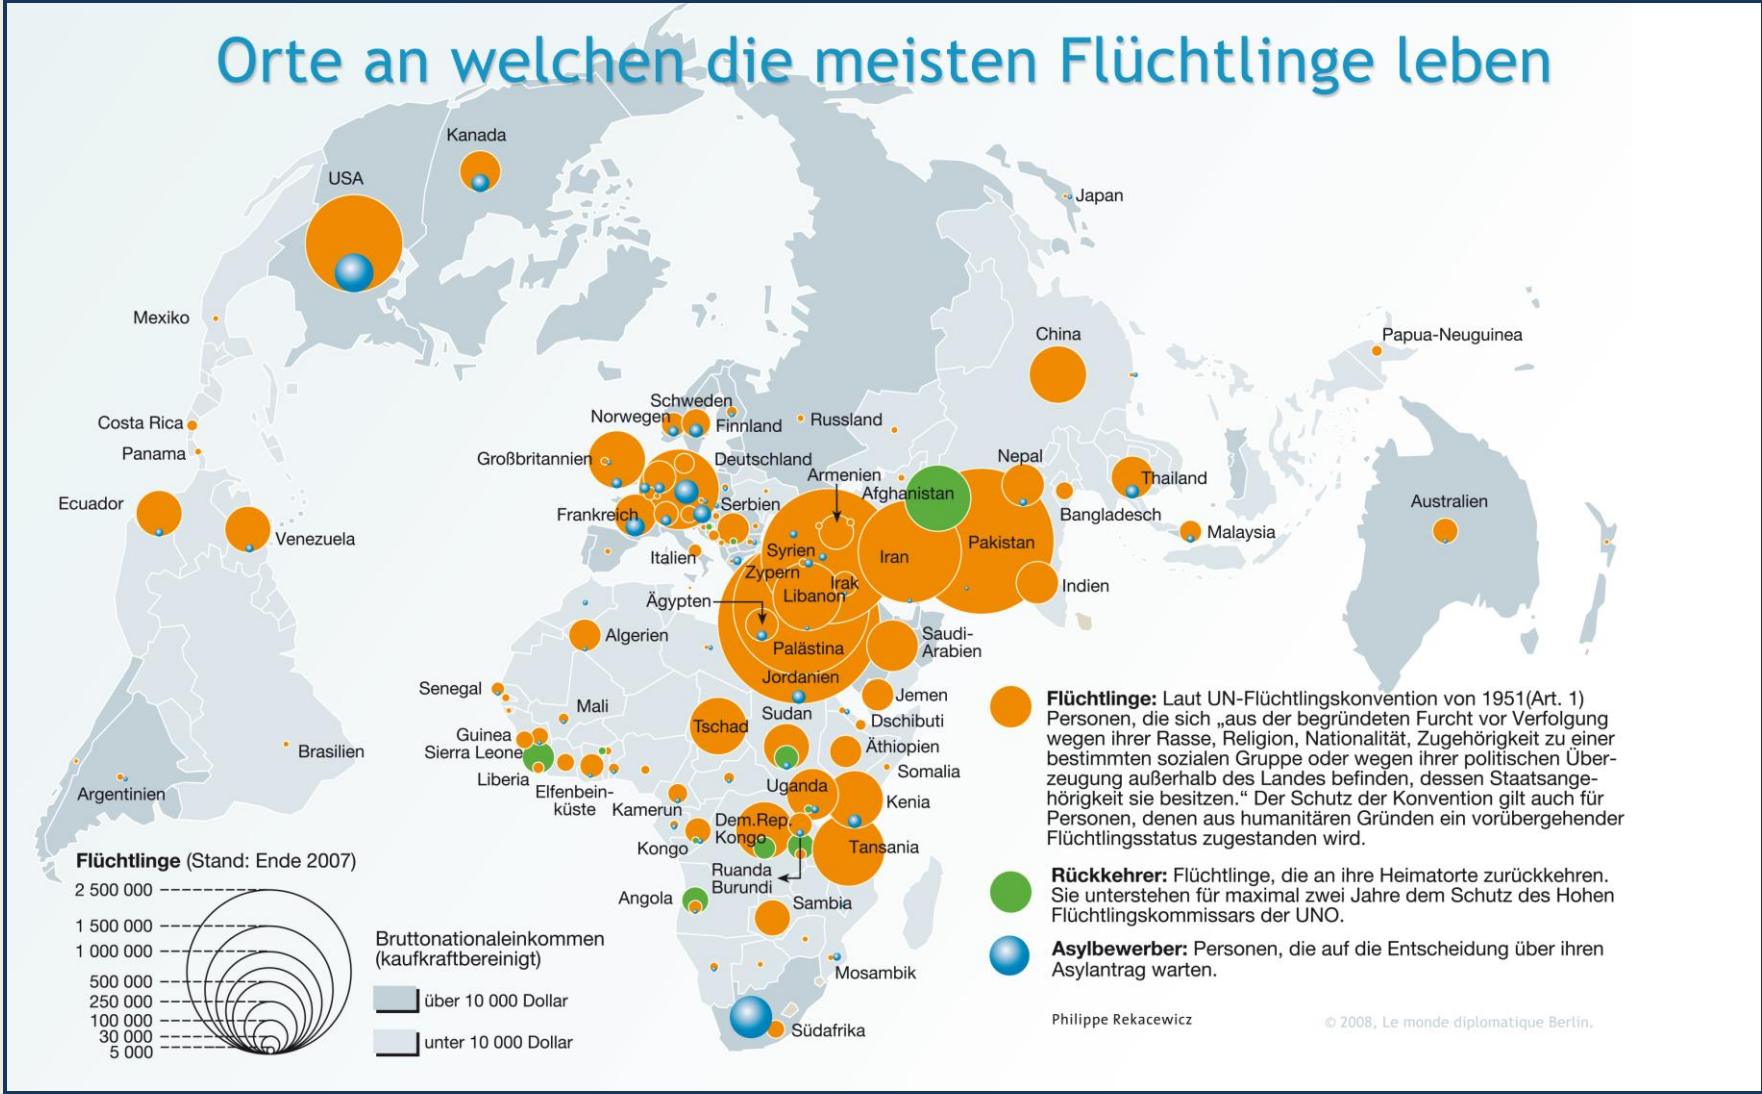 Orte an welchen die meisten Flüchtlinge leben
Kanada
USA
Japan
Mexiko
China
Papua-Neuguinea
Costa Rica
Panama
Ecuador
Venezuela
Schweden
Norwegen
Finnland
Russland
Großbritannien
Deutschland
Armenien
Afghanistan
Nepal
Thailand
Australien
Serbien
Frankreich
Bangladesch
Malaysia
Italien
Syrien
Iran
Pakistan
Zypern
Irak
Indien
Libanon
Ägypten
Algerien
Palästina
Saudi-
Arabien
Jordanien
Senegal
Jemen
Mali
Sudan
Dschibuti
Tschad
Guinea
Sierra Leone
Äthiopien
Brasilien
Liberia
Somalia
Elfenbein-
küste
Uganda
Argentinien
Kamerun
Kenia
Dem.Rep.
Kongo
Kongo
Tansania
Ruanda
Burundi
Angola
Sambia
Mosambik
Südafrika
Flüchtlinge (Stand: Ende 2007)
2 500 000
1 500 000
1 000 000
500 000
250 000
100 000
30 000
5 000
Bruttonationaleinkommen
(kaufkraftbereinigt)
über 10 000 Dollar
unter 10 000 Dollar
Flüchtlinge: Laut UN-Flüchtlingskonvention von 1951(Art. 1)
Personen, die sich „aus der begründeten Furcht vor Verfolgung
wegen ihrer Rasse, Religion, Nationalität, Zugehörigkeit zu einer
bestimmten sozialen Gruppe oder wegen ihrer politischen Über-
zeugung außerhalb des Landes befinden, dessen Staatsange-
hörigkeit sie besitzen.“ Der Schutz der Konvention gilt auch für
Personen, denen aus humanitären Gründen ein vorübergehender
Flüchtlingsstatus zugestanden wird.
Rückkehrer: Flüchtlinge, die an ihre Heimatorte zurückkehren.
Sie unterstehen für maximal zwei Jahre dem Schutz des Hohen
Flüchtlingskommissars der UNO.
Asylbewerber: Personen, die auf die Entscheidung über ihren
Asylantrag warten.
Philippe Rekacewicz
© 2008, Le monde diplomatique Berlin.